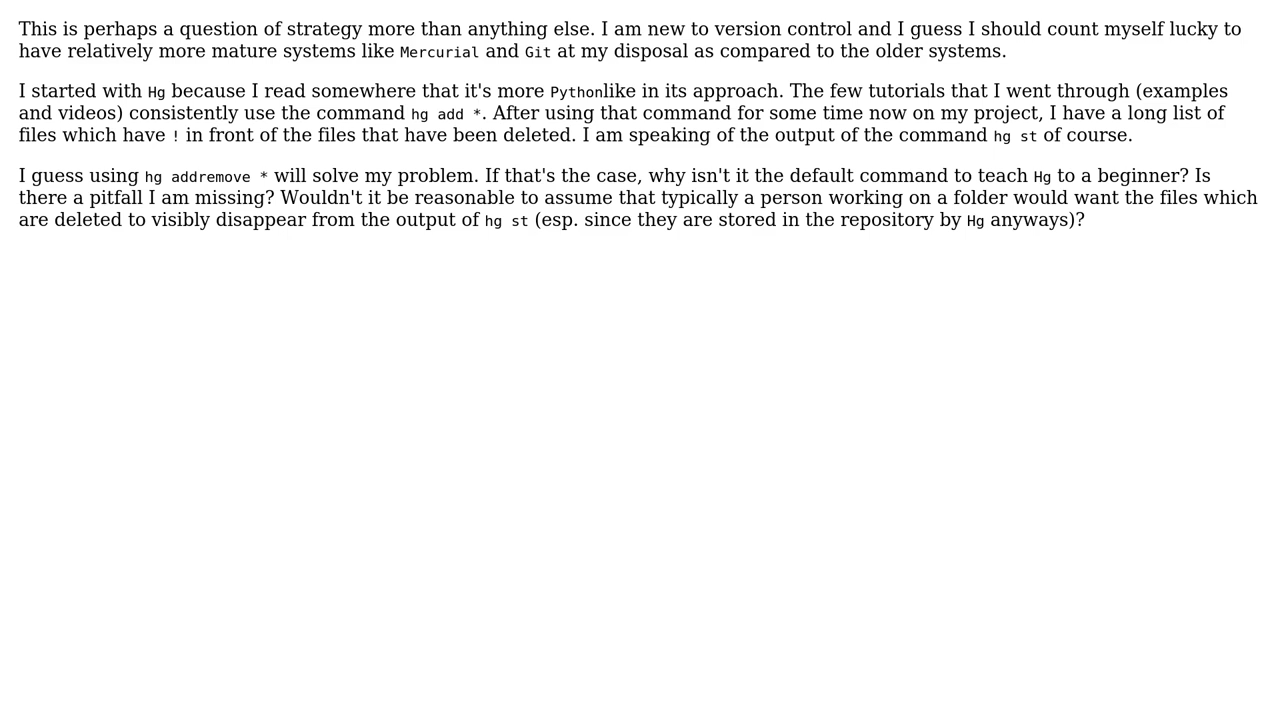 This is perhaps a question of strategy more than anything else. I am new to version control and I guess I should count myself lucky to
have relatively more mature systems like Mercurial and Git at my disposal as compared to the older systems.
I started with Hg because I read somewhere that it's more Pythonlike in its approach. The few tutorials that I went through (examples
and videos) consistently use the command hg add *. After using that command for some time now on my project, I have a long list of
files which have ! in front of the files that have been deleted. I am speaking of the output of the command hg st of course.
I guess using hg addremove * will solve my problem. If that's the case, why isn't it the default command to teach Hg to a beginner? Is
there a pitfall I am missing? Wouldn't it be reasonable to assume that typically a person working on a folder would want the files which
are deleted to visibly disappear from the output of hg st (esp. since they are stored in the repository by Hg anyways)?